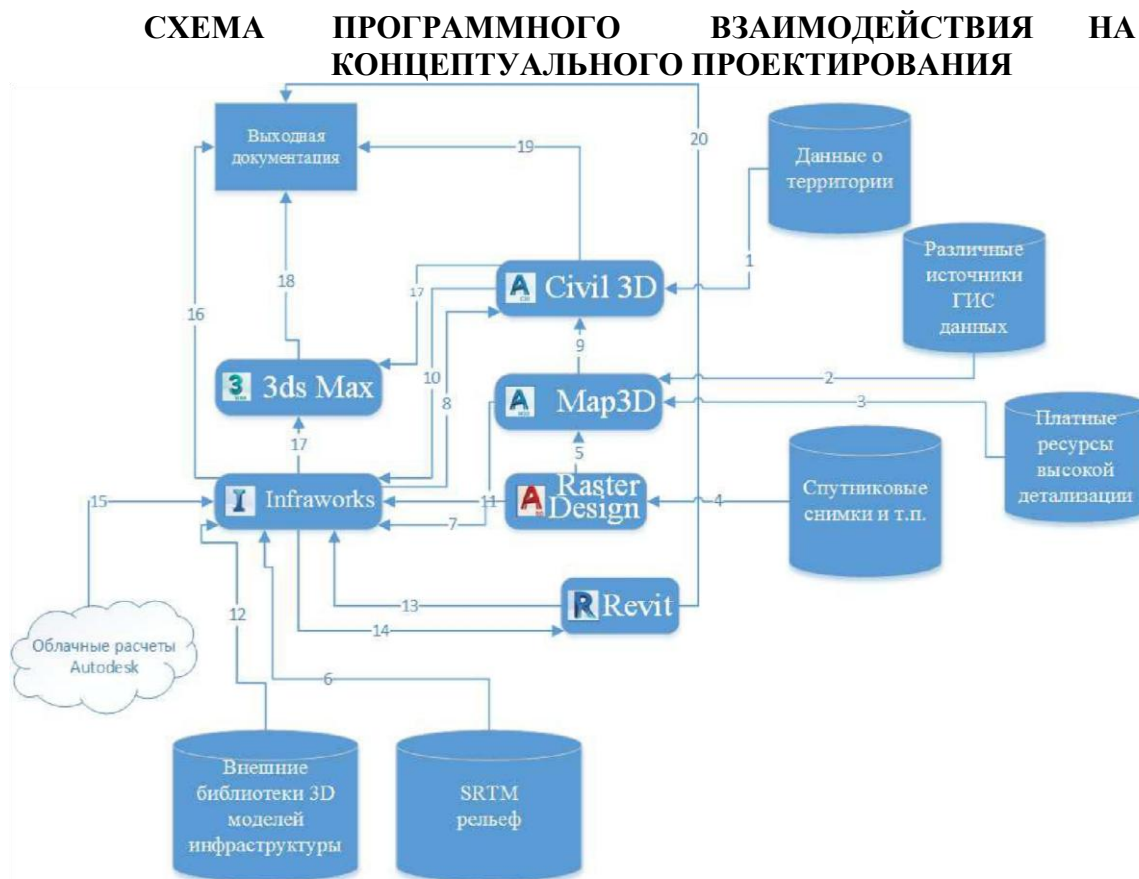 СХЕМА ПРОГРАММНОГО ВЗАИМОДЕЙСТВИЯ НА
КОНЦЕПТУАЛЬНОГО ПРОЕКТИРОВАНИЯ
Выходная
документация
19
20
Данные о
территории
1
Различные
источники
ГИС
данных
18
17
Civil 3D
16
9
2
3ds Max
10
8
Map3D
3
Платные
ресурсы
высокой
детализации
17
5
15
Infraworks
11
Raster
Design
4
Спутниковые
снимки и т.п.
7
13
Revit
12
14
Облачные расчеты
Autodesk
6
Внешние
библиотеки 3D
моделей
инфраструктуры
SRTM
рельеф